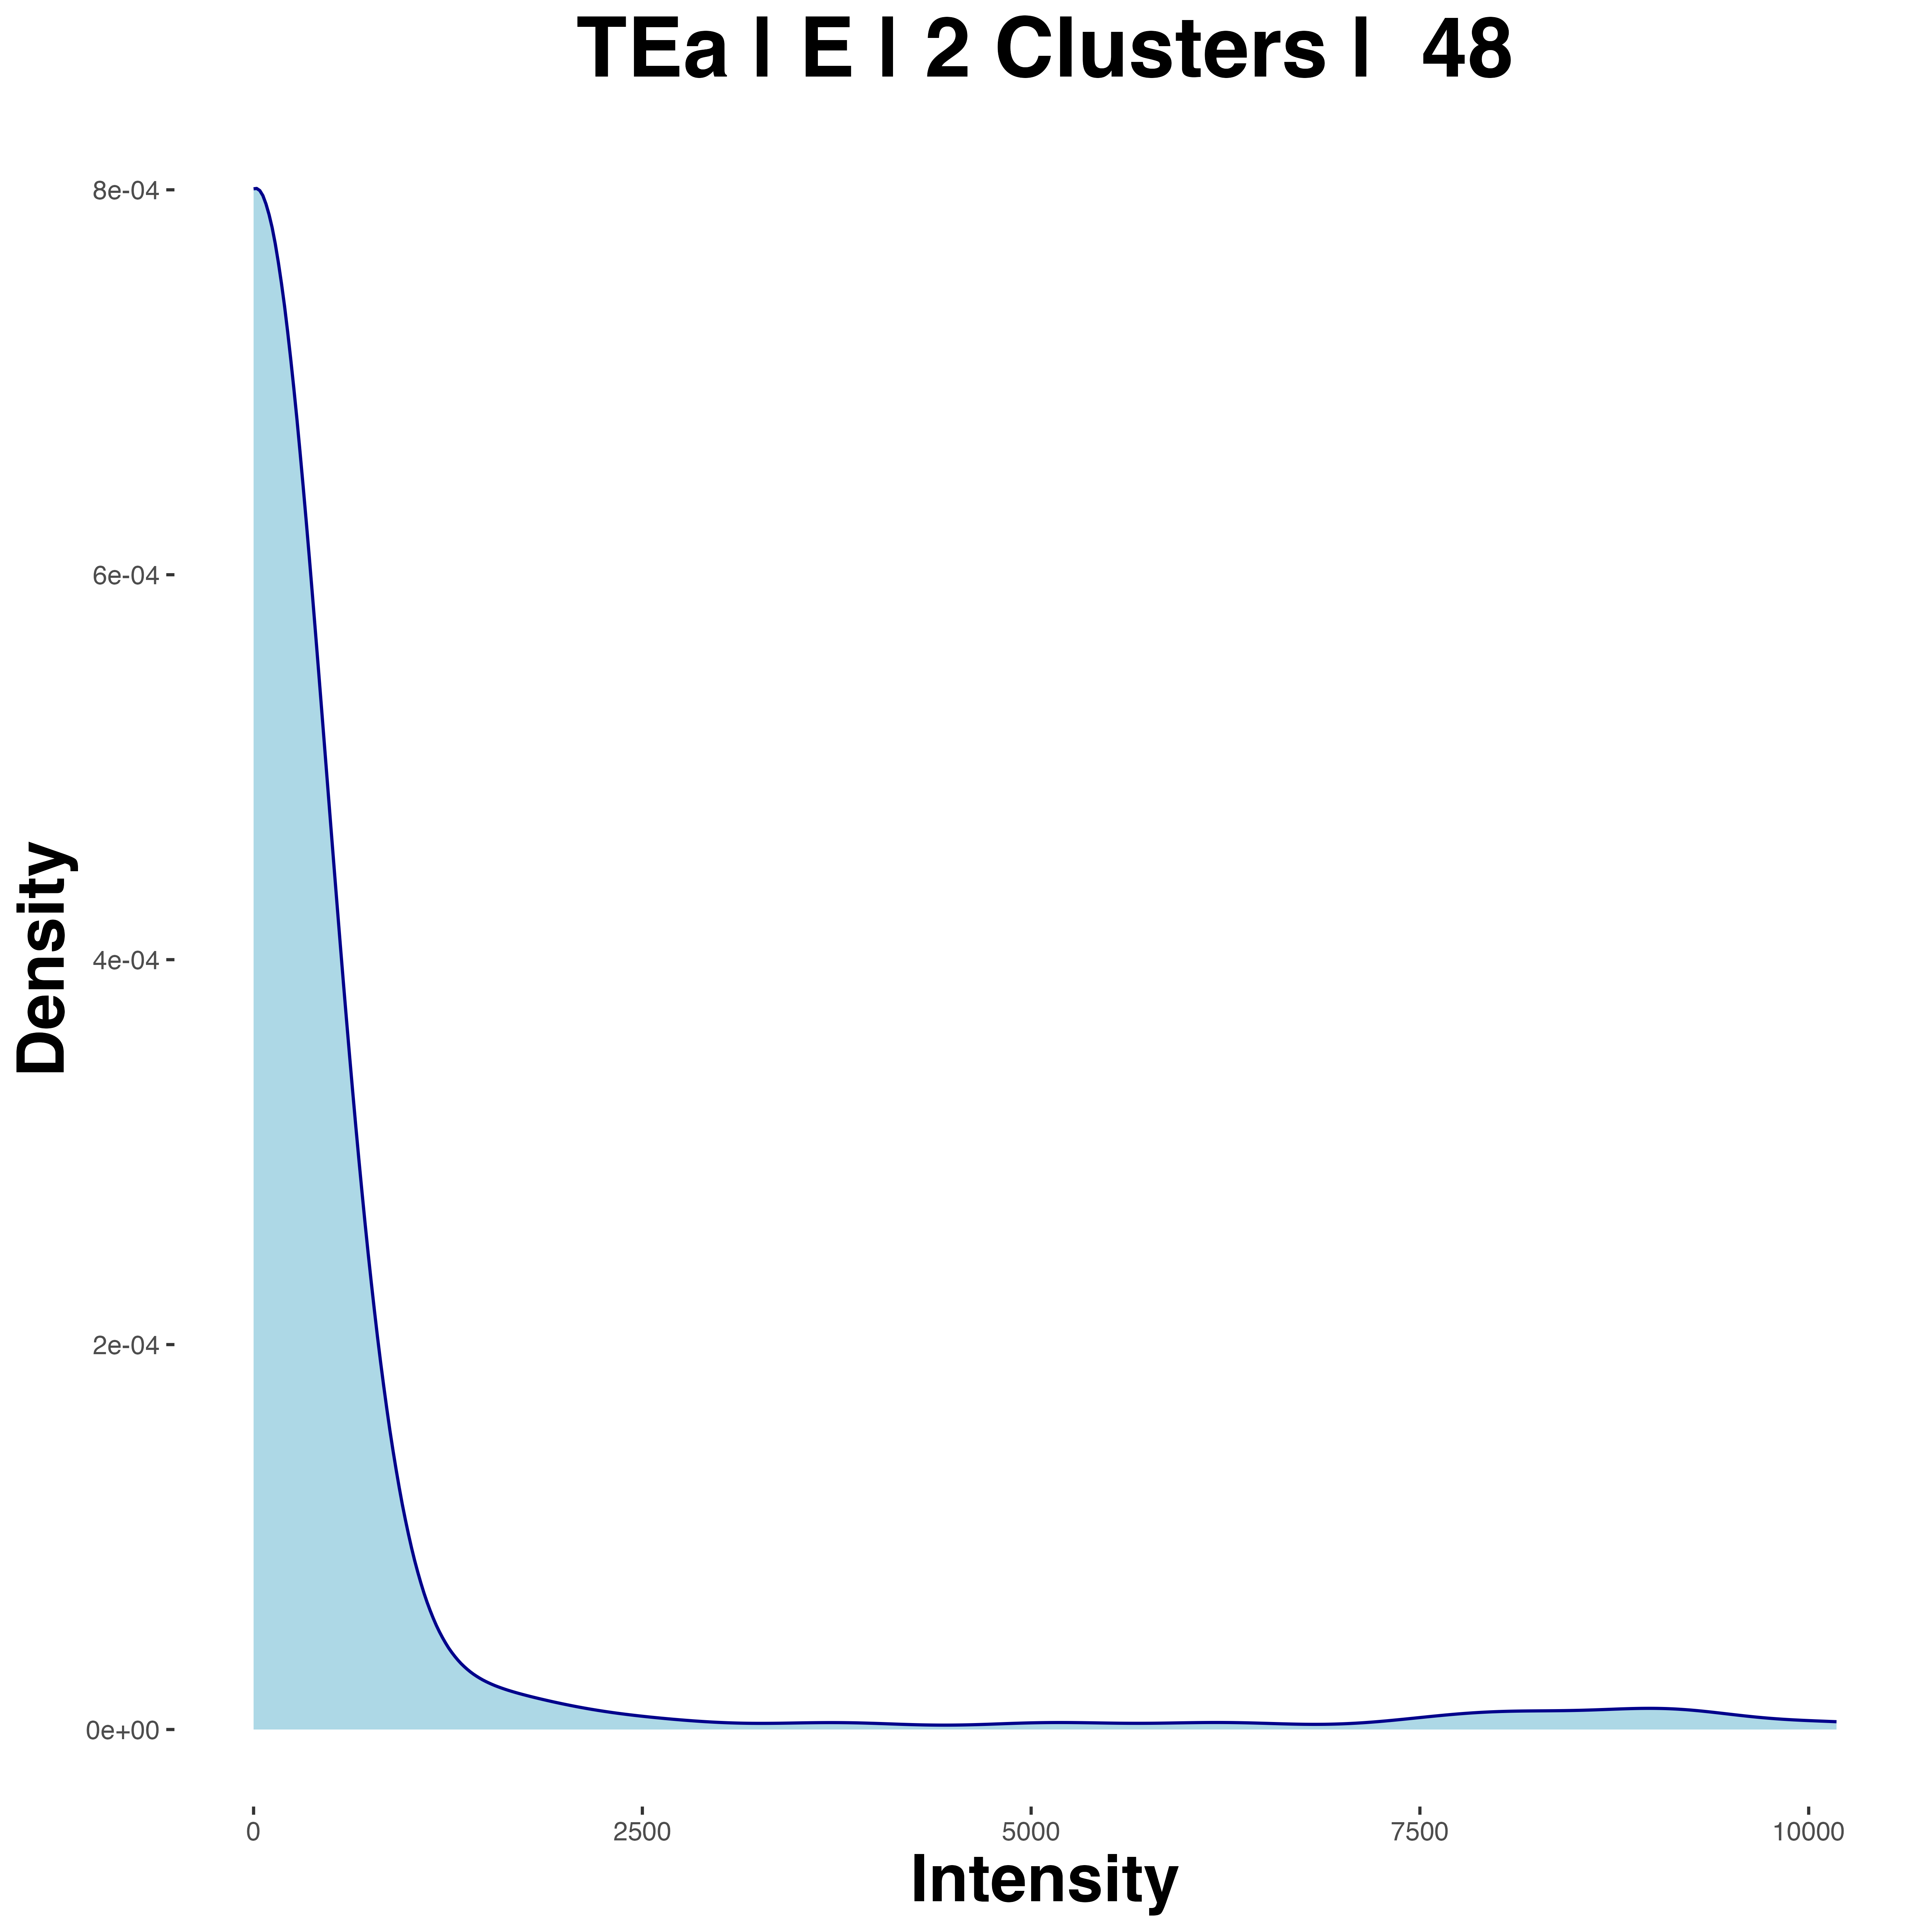 TEa | E | 2 Clusters |  48
8e-04
6e-04
4e-04
2e-04
0e+00
Density
0
2500
5000
7500
10000
Intensity